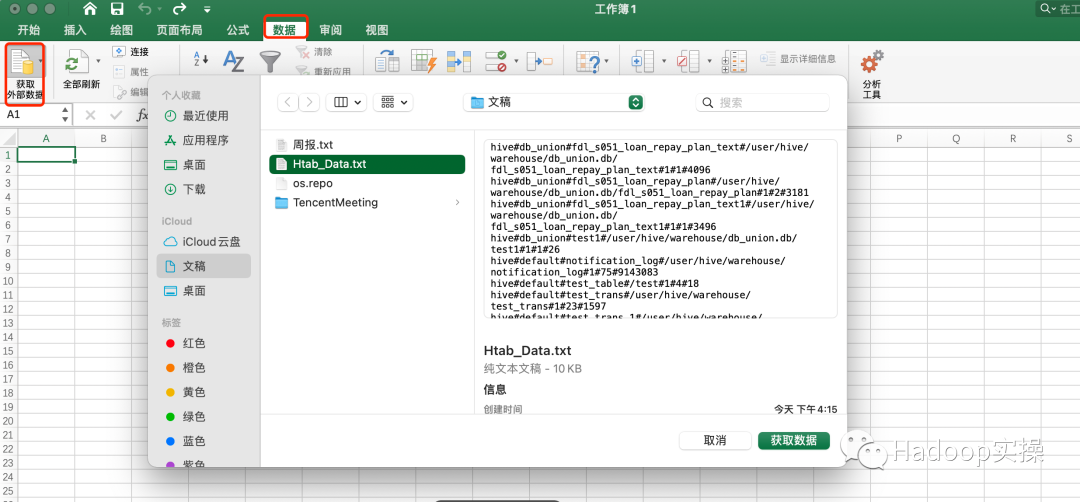 工作簿1
在工
开始 插入 绘图 页面布局 公式 数据 审阅 视图
获取
外部数据
全部刷新
连接
属性
编辑
清除
重新应用
显示详细信息
分析
工具
A1
fx
A B P Q R S
1
2
3
4
5
6
7
8
9
10
11
12
13
14
15
16
17
18
19
20
21
22
23
24
25
个人收藏
最近使用
应用程序
桌面
下载
iCloud
iCloud云盘
文稿
桌面
标签
红色
橙色
黄色
绿色
蓝色
紫色
文稿
搜索
周报.txt
Htab_Data.txt
os.repo
TencentMeeting
hive#db_union#fdl_s051_loan_repay_plan_text#/user/hive/
warehouse/db_union.db/
fdl_s051_loan_repay_plan_text#1#1#4096
hive#db_union#fdl_s051_loan_repay_plan#/user/hive/
warehouse/db_union.db/fdl_s051_loan_repay_plan#1#2#3181
hive#db_union#fdl_s051_loan_repay_plan_text1#/user/hive/
warehouse/db_union.db/
fdl_s051_loan_repay_plan_text1#1#1#3496
hive#db_union#test1#/user/hive/warehouse/db_union.db/
test1#1#1#26
hive#default#notification_log#/user/hive/warehouse/
notification_log#1#75#9143083
hive#default#test_table#/test#1#4#18
hive#default#test_trans#/user/hive/warehouse/
test_trans#1#23#1597
hive#default#test_trans_1#/user/hive/warehouse/
Htab_Data.txt
纯文本文稿 - 10 KB
信息
创建时间 今天 下午4:15
取消
获取数据
Hadoop实操